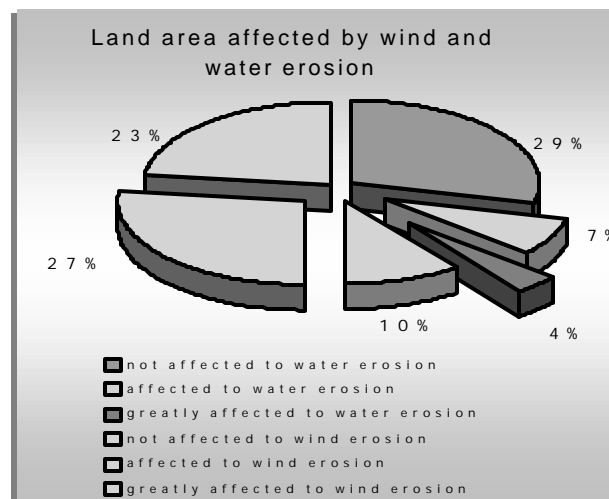 Land area affected by wind and
water erosion
23%
29%
7%
27%
10%
4%
not affected to water erosion
affected to water erosion
greatly affected to water erosion
not affected to wind erosion
affected to wind erosion
greatly affected to wind erosion